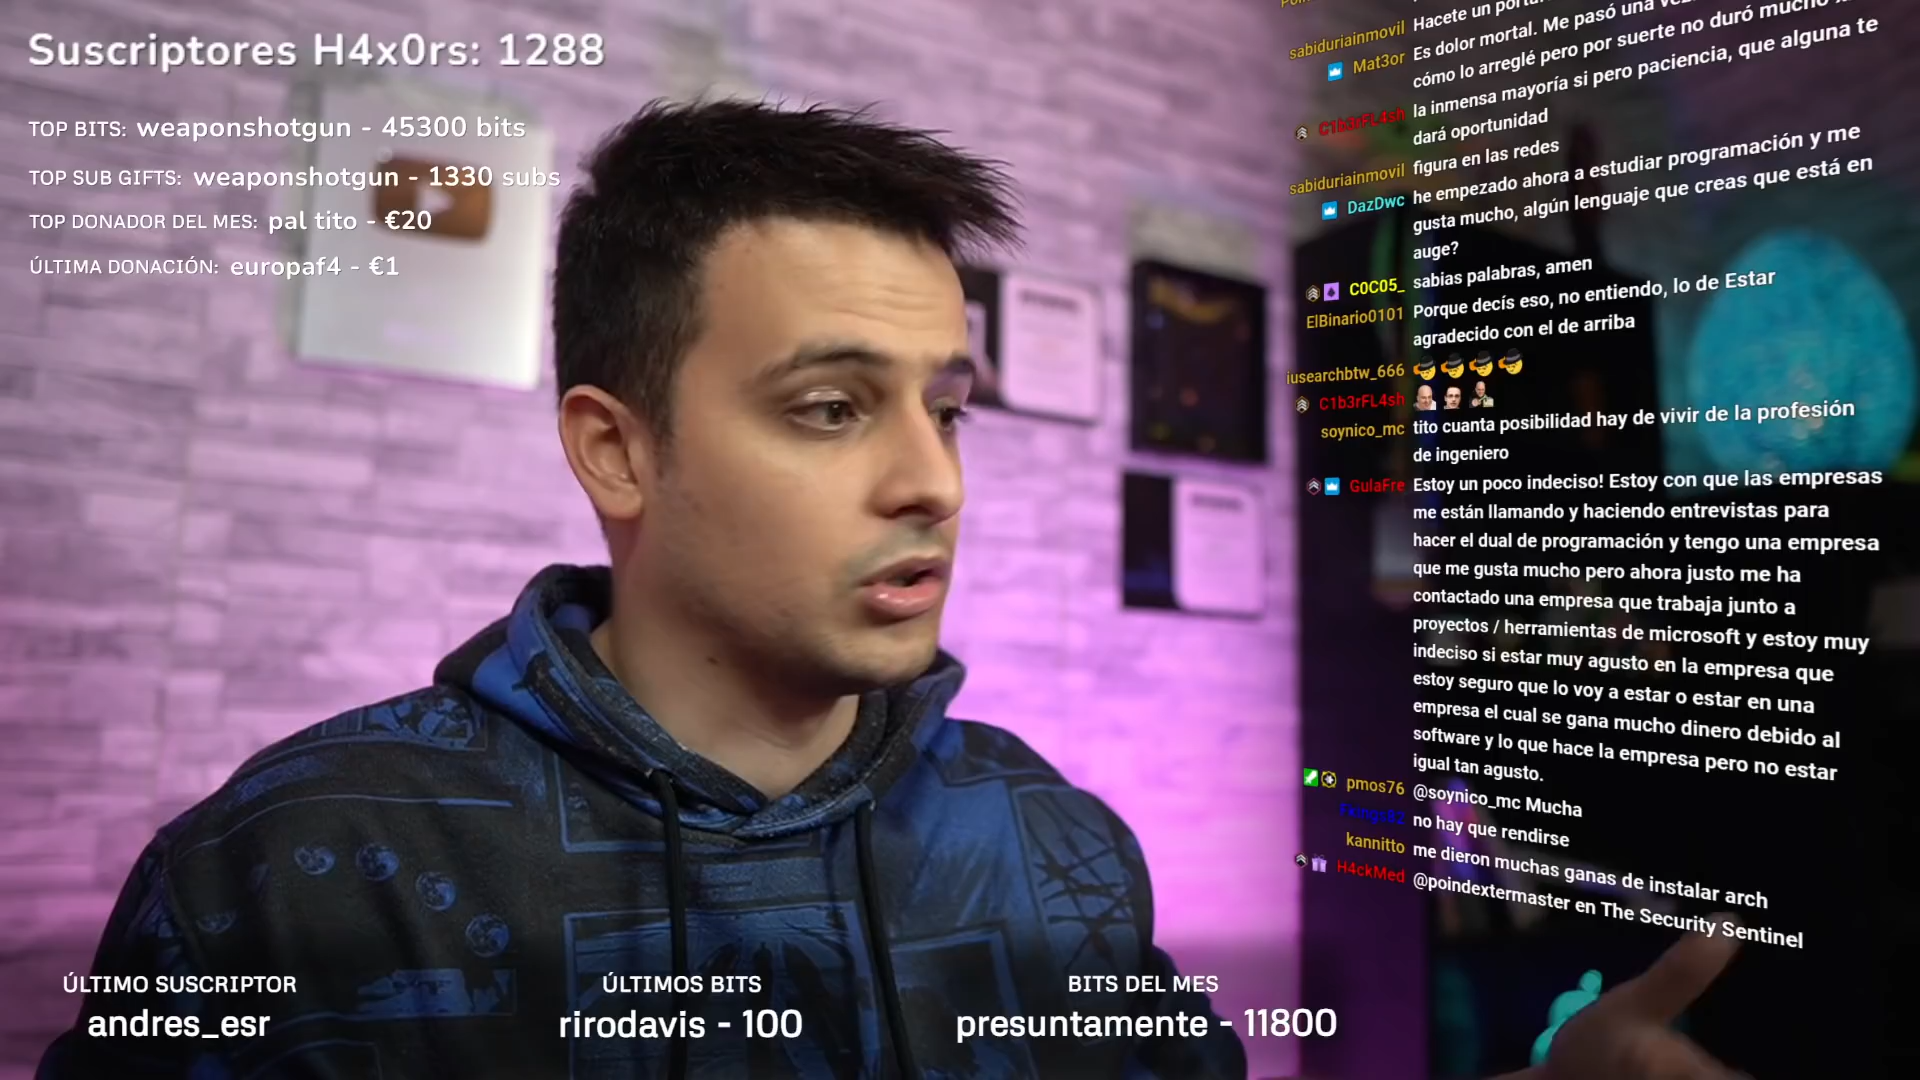 Suscriptores H4x0rs: 1288
TOP BITS: weaponshotgun - 45300 bits
TOP SUB GIFTS: weaponshotgun - 1330 subs
TOP DONADOR DEL MES: pal tito - €20
ÚLTIMA DONACIÓN: europaf4 - €1
sabiduriainmovil Hacete un
Mat3or Es dolor mortal. Me pasó una
cómo lo arreglé pero por suerte no duró mucho
C1b3rFL4sh la inmensa mayoría si pero paciencia, que alguna te
dará oportunidad
sabiduriainmovil figura en las redes
DazDwc he empezado ahora a estudiar programación y me
gusta mucho, algún lenguaje que creas que está en
auge?
C0C05_ sabias palabras, amen
ElBinario0101 Porque decís eso, no entiendo, lo de Estar
agradecido con el de arriba
iusearchbtw_666
C1b3rFL4sh
soynico_mc tito cuanta posibilidad hay de vivir de la profesión
de ingeniero
GulaFre Estoy un poco indeciso! Estoy con que las empresas
me están llamando y haciendo entrevistas para
hacer el dual de programación y tengo una empresa
que me gusta mucho pero ahora justo me ha
contactado una empresa que trabaja junto a
proyectos / herramientas de microsoft y estoy muy
indeciso si estar muy agusto en la empresa que
estoy seguro que lo voy a estar o estar en una
empresa el cual se gana mucho dinero debido al
software y lo que hace la empresa pero no estar
igual tan agusto.
pmos76 @soynico_mc Mucha
Fkings82 no hay que rendirse
kannitto me dieron muchas ganas de instalar arch
H4ckMed @poindextermaster en The Security Sentinel
ÚLTIMO SUSCRIPTOR
andres_esr
ÚLTIMOS BITS
rirodavis - 100
BITS DEL MES
presuntamente - 11800